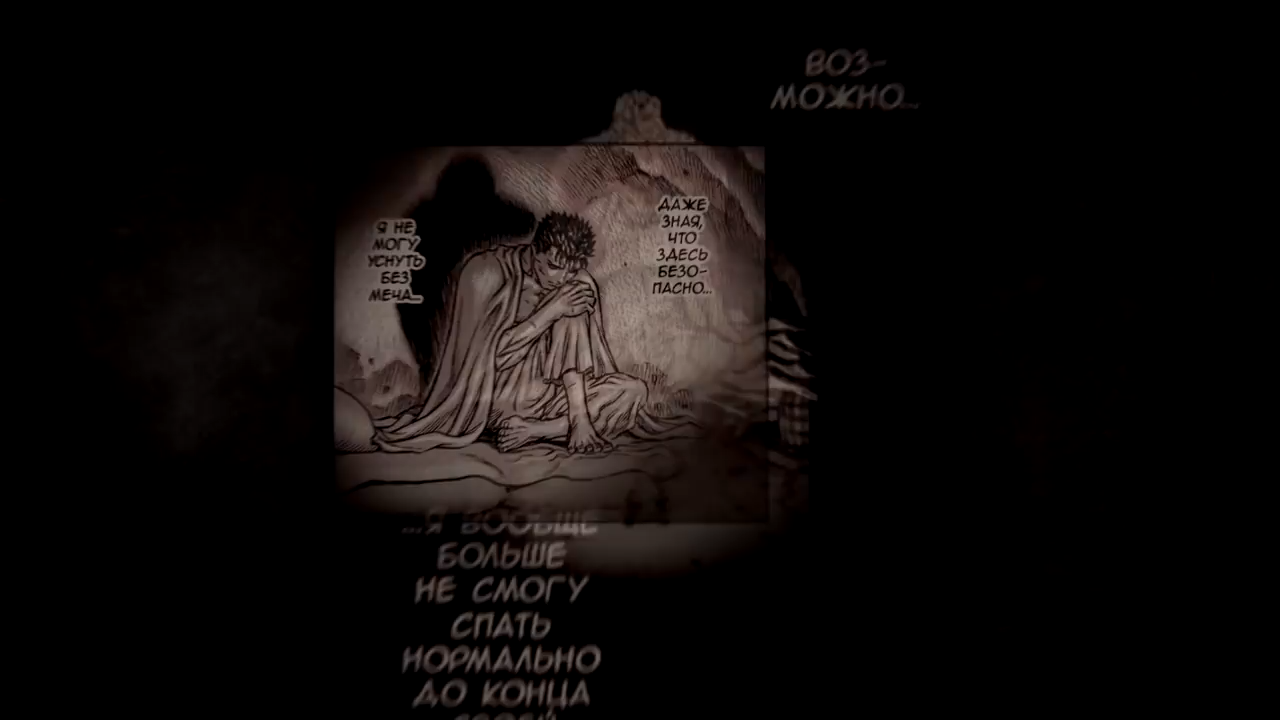 ВОЗ-
МОЖНО...
ДАЖЕ
ЗНАЯ,
ЧТО
ЗДЕСЬ
БЕЗО-
ПАСНО...
Я НЕ
МОГУ
УСНУТЬ
БЕЗ
МЕЧА...
...Я ВООБЩЕ
БОЛЬШЕ
НЕ СМОГУ
СПАТЬ
НОРМАЛЬНО
ДО КОНЦА